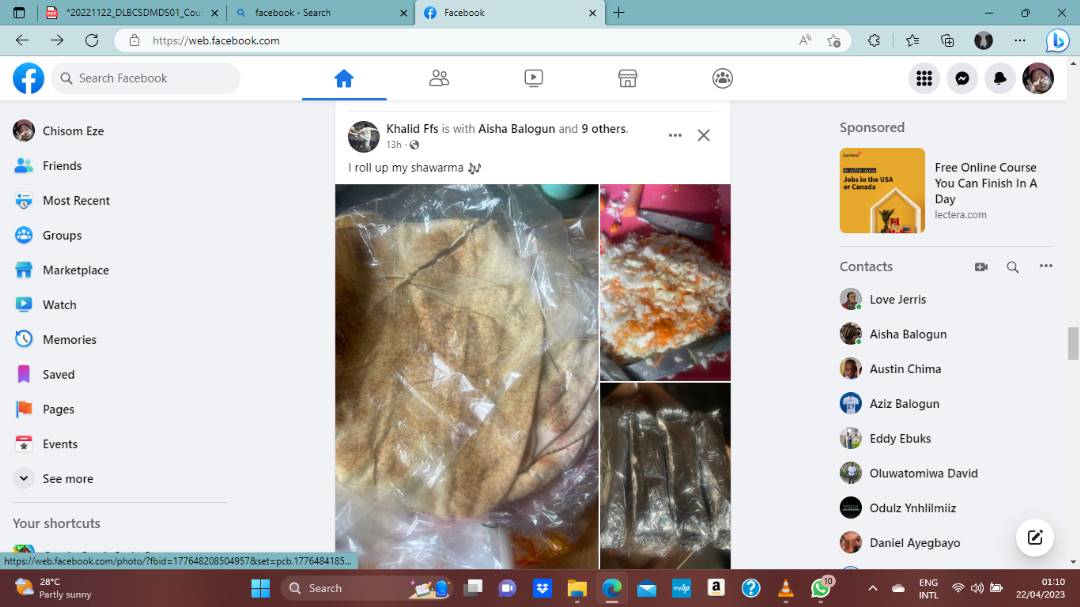 *20221122_DLBCSDMDS01_Cou
facebook - Search
Facebook
https://web.facebook.com
Search Facebook
Chisom Eze
Friends
Most Recent
Groups
Marketplace
Watch
Memories
Saved
Pages
Events
See more
Your shortcuts
https://web.facebook.com/photo/?fbid=177648208504957&set=pcb.1776484185...
Khalid Ffs is with Aisha Balogun and 9 others.
13h ·
I roll up my shawarma 🎶
Sponsored
Lectera
Jobs in the USA
or Canada
Free Online Course
You Can Finish In A
Day
lectera.com
Contacts
Love Jerris
Aisha Balogun
Austin Chima
Aziz Balogun
Eddy Ebuks
Oluwatomiwa David
Odulz Ynhlilmiiz
Daniel Ayegbayo
28°C
Partly sunny
Search
10
ENG
INTL
01:10
22/04/2023